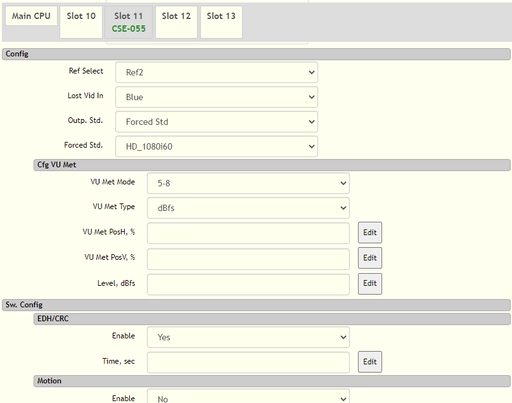 Main CPU
Slot 10
Slot 11
CSE-055
Slot 12
Slot 13
Config
Ref Select Ref2
Lost Vid In Blue
Outp. Std. Forced Std
Forced Std. HD_1080i60
Cfg VU Met
VU Met Mode 5-8
VU Met Type dBfs
VU Met PosH, % Edit
VU Met PosV, % Edit
Level, dBfs Edit
Sw. Config
EDH/CRC
Enable Yes
Time, sec Edit
Motion
Enable No